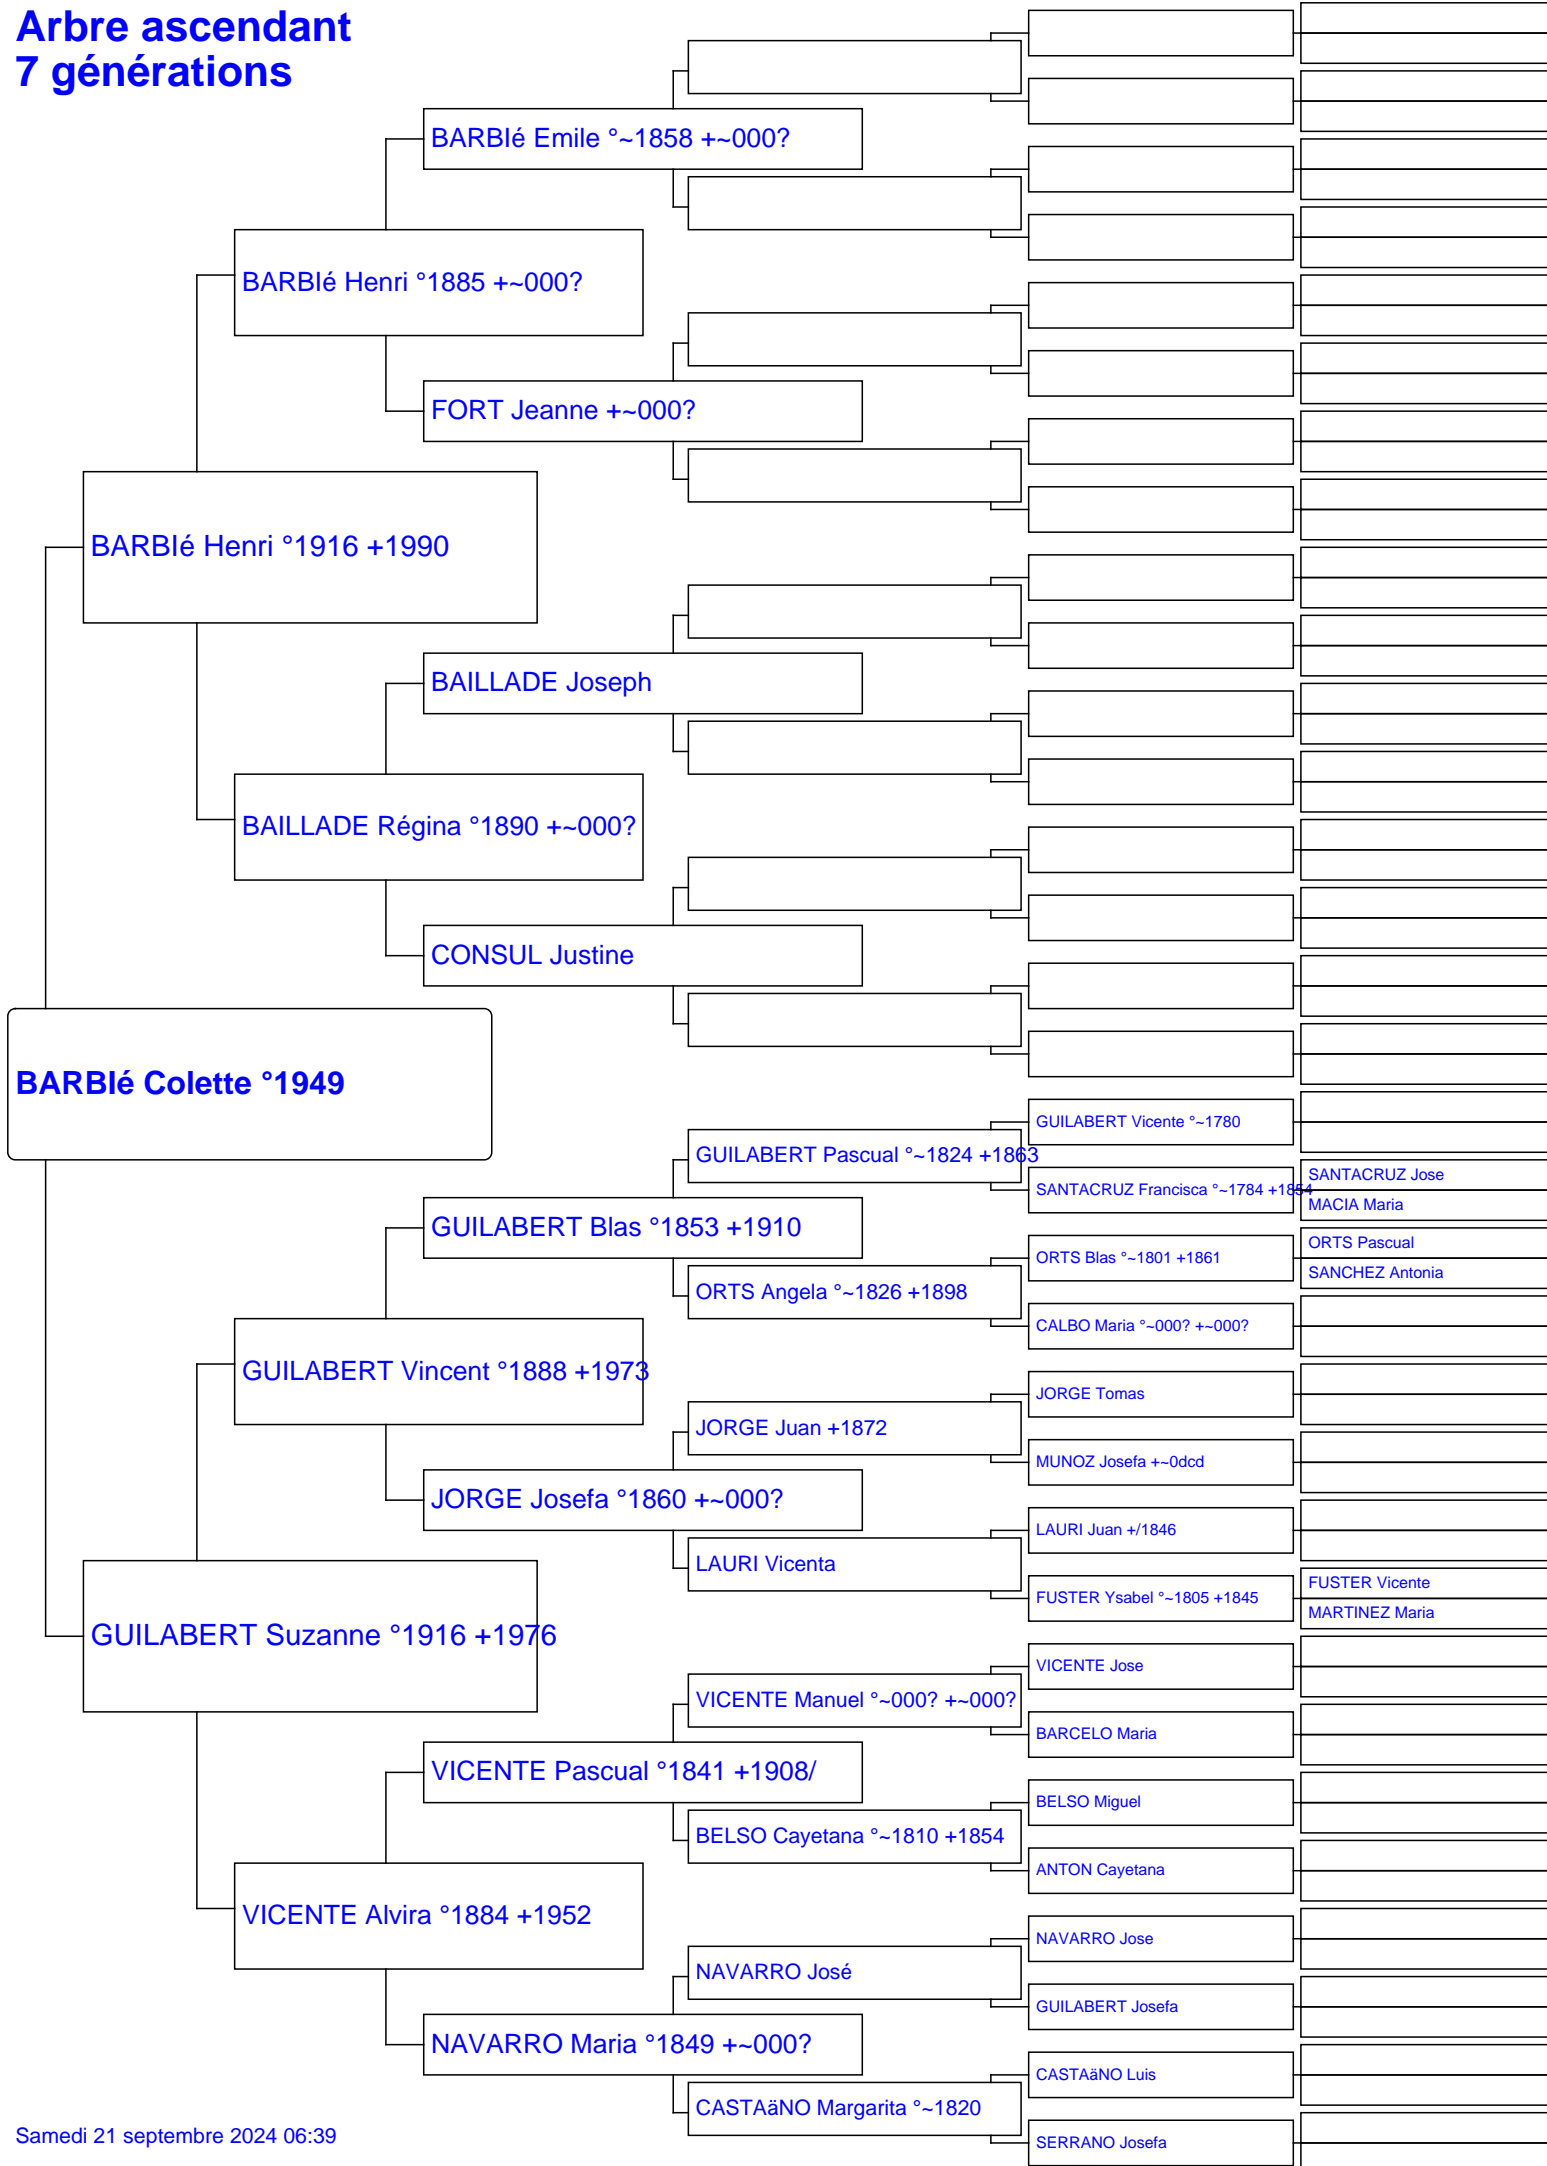 Arbre ascendant
7 générations
BARBIé Emile °~1858 +~000?
BARBIé Henri °1885 +~000?
FORT Jeanne +~000?
BARBIé Henri °1916 +1990
BAILLADE Joseph
BAILLADE Régina °1890 +~000?
CONSUL Justine
BARBIé Colette °1949
GUILABERT Vicente °~1780
GUILABERT Pascual °~1824 +1863
SANTACRUZ Jose
SANTACRUZ Francisca °~1784 +1854
MACIA Maria
GUILABERT Blas °1853 +1910
ORTS Pascual
ORTS Blas °~1801 +1861
SANCHEZ Antonia
ORTS Angela °~1826 +1898
CALBO Maria °~000? +~000?
GUILABERT Vincent °1888 +1973
JORGE Tomas
JORGE Juan +1872
MUNOZ Josefa +~0dcd
JORGE Josefa °1860 +~000?
LAURI Juan +/1846
LAURI Vicenta
FUSTER Vicente
FUSTER Ysabel °~1805 +1845
MARTINEZ Maria
GUILABERT Suzanne °1916 +1976
VICENTE Jose
VICENTE Manuel °~000? +~000?
BARCELO Maria
VICENTE Pascual °1841 +1908/
BELSO Miguel
BELSO Cayetana °~1810 +1854
ANTON Cayetana
VICENTE Alvira °1884 +1952
NAVARRO Jose
NAVARRO José
GUILABERT Josefa
NAVARRO Maria °1849 +~000?
CASTAäNO Luis
CASTAäNO Margarita °~1820
SERRANO Josefa
Samedi 21 septembre 2024 06:39